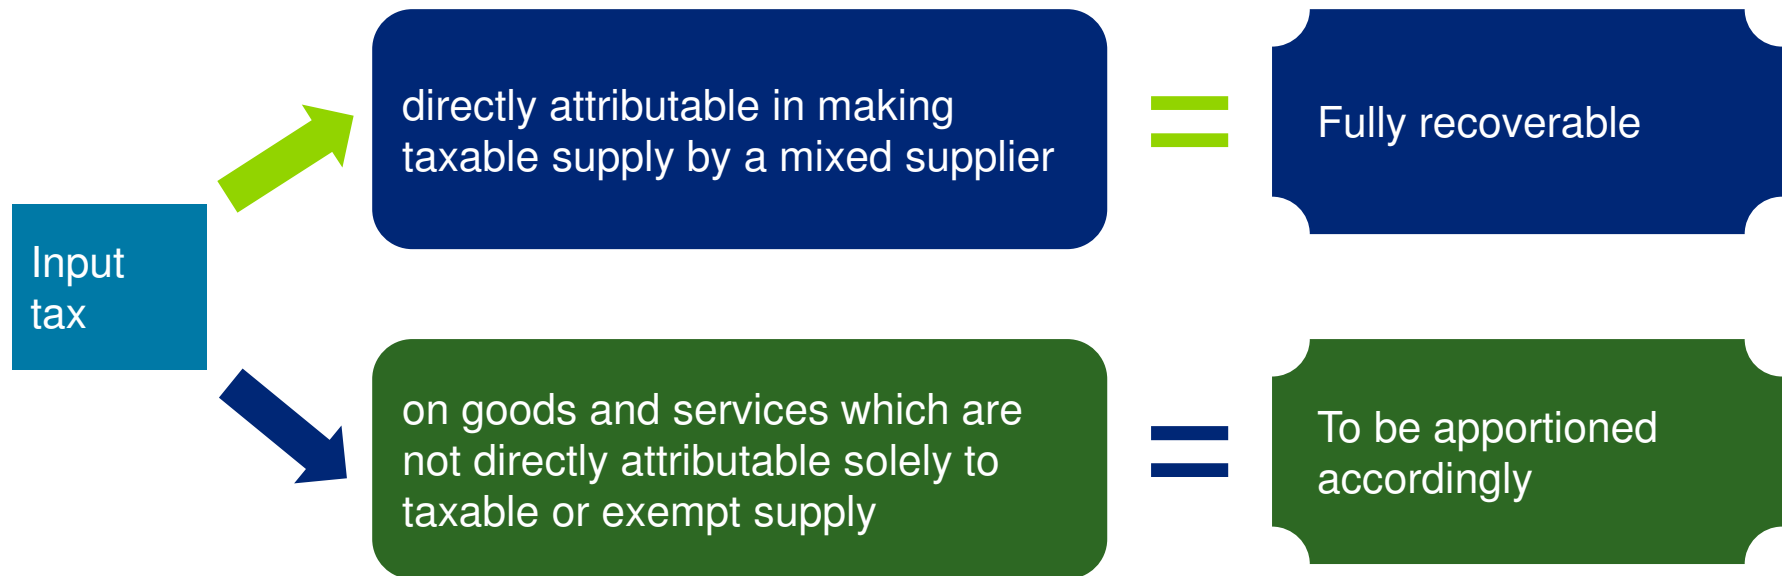 Input
tax
directly attributable in making
taxable supply by a mixed supplier
Fully recoverable
on goods and services which are
not directly attributable solely to
taxable or exempt supply
To be apportioned
accordingly